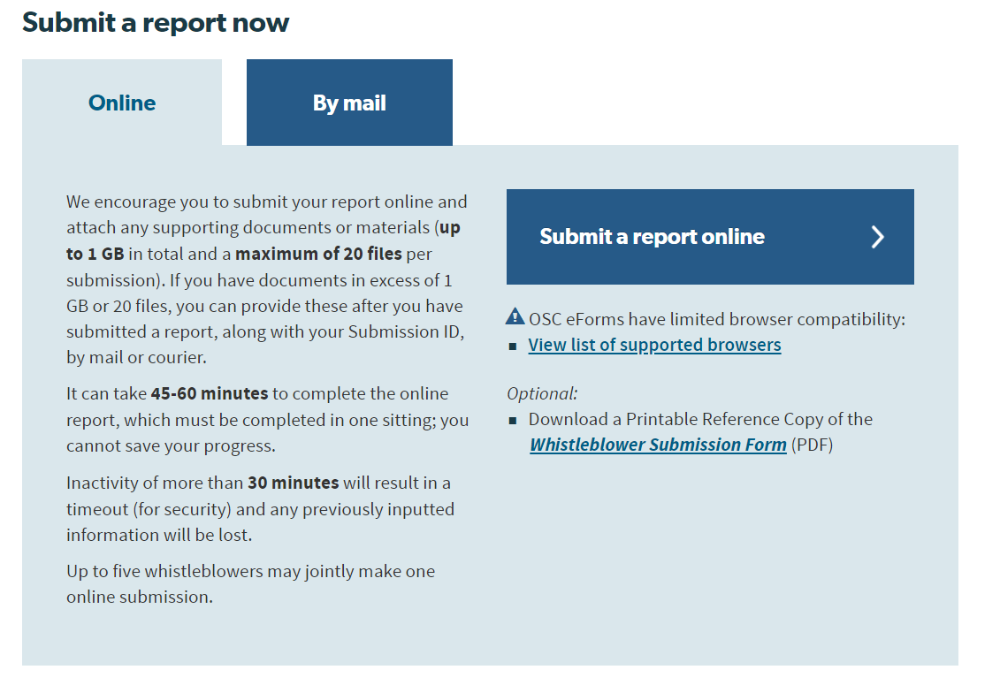 Submit a report now
Online
By mail
We encourage you to submit your report online and
attach any supporting documents or materials (up
to 1 GB in total and a maximum of 20 files per
submission). If you have documents in excess of 1
GB or 20 files, you can provide these after you have
submitted a report, along with your Submission ID,
by mail or courier.
It can take 45-60 minutes to complete the online
report, which must be completed in one sitting; you
cannot save your progress.
Inactivity of more than 30 minutes will result in a
timeout (for security) and any previously inputted
information will be lost.
Up to five whistleblowers may jointly make one
online submission.
Submit a report online
OSC eForms have limited browser compatibility:
View list of supported browsers
Optional:
Download a Printable Reference Copy of the
Whistleblower Submission Form (PDF)